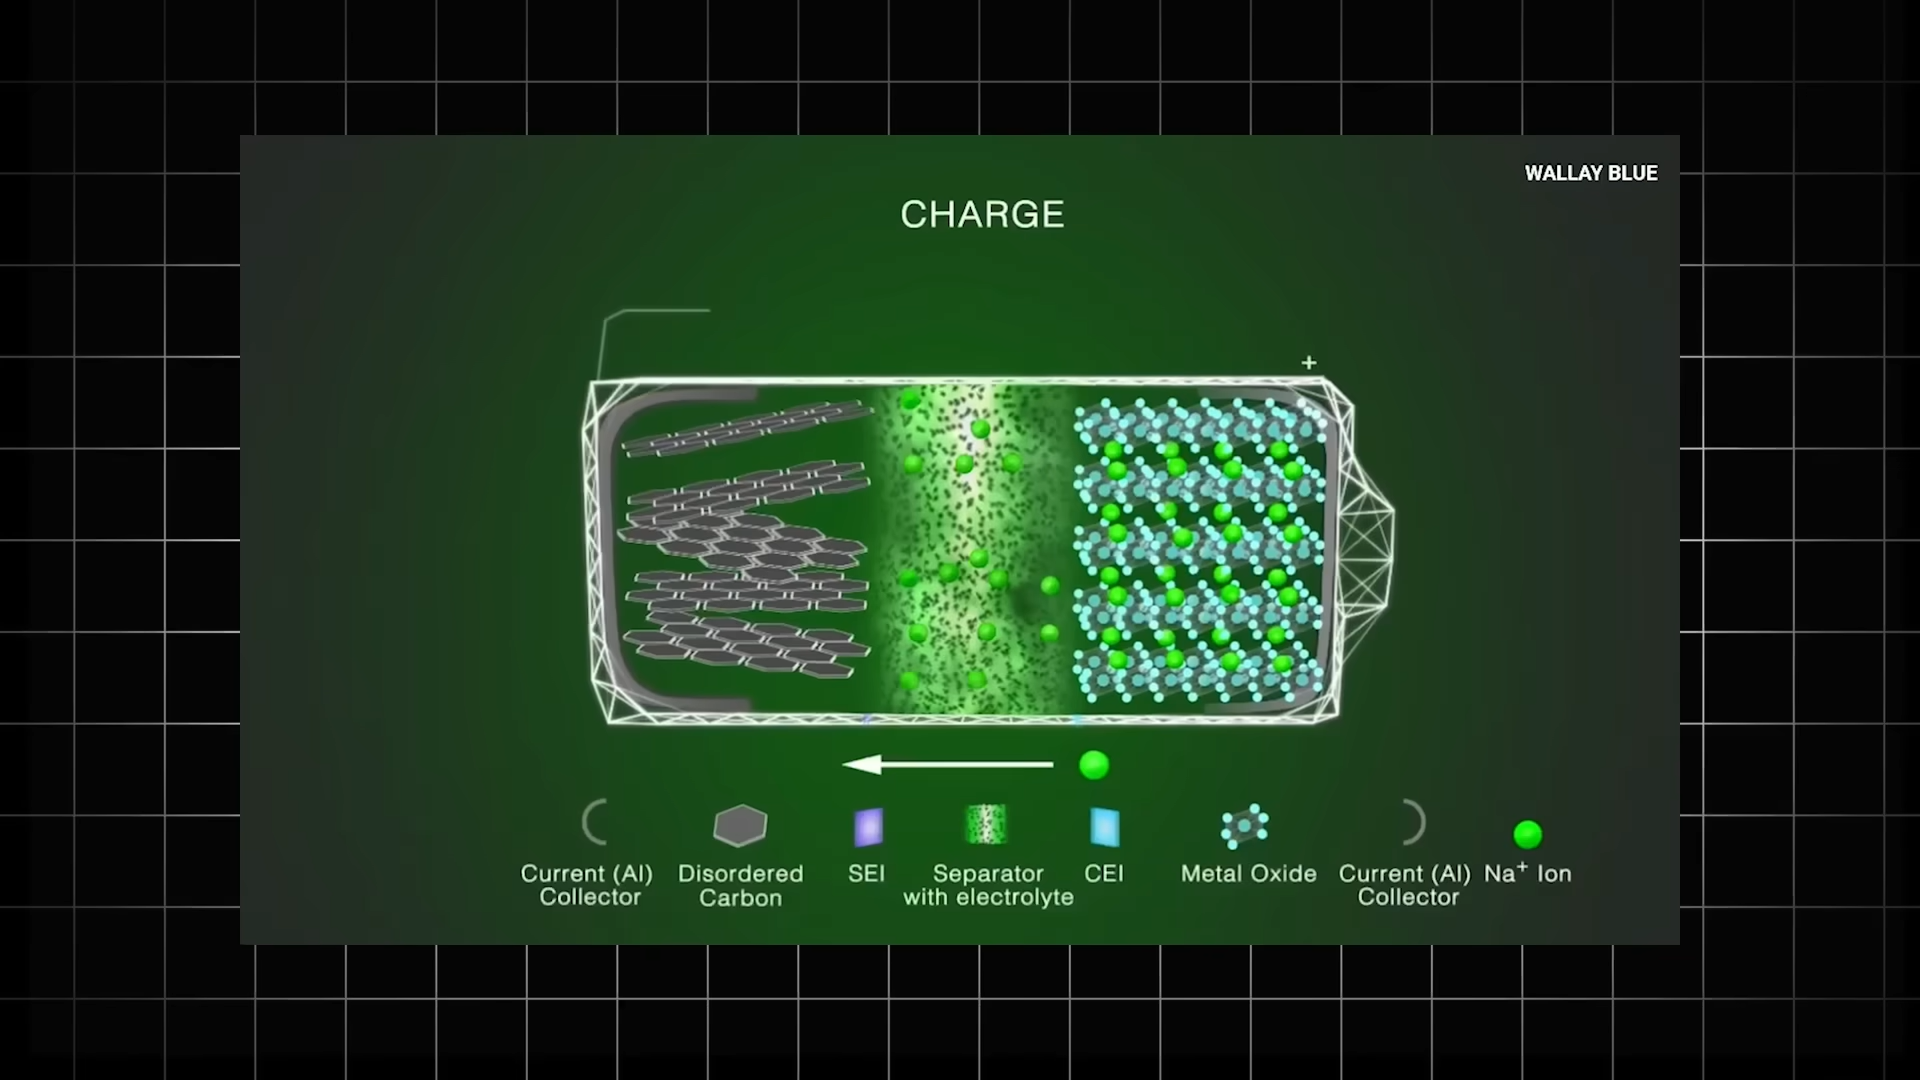 WALLAY BLUE
CHARGE
+
Current (Al) Collector
Disordered Carbon
SEI
Separator with electrolyte
CEI
Metal Oxide
Current (Al) Collector
Na⁺ Ion